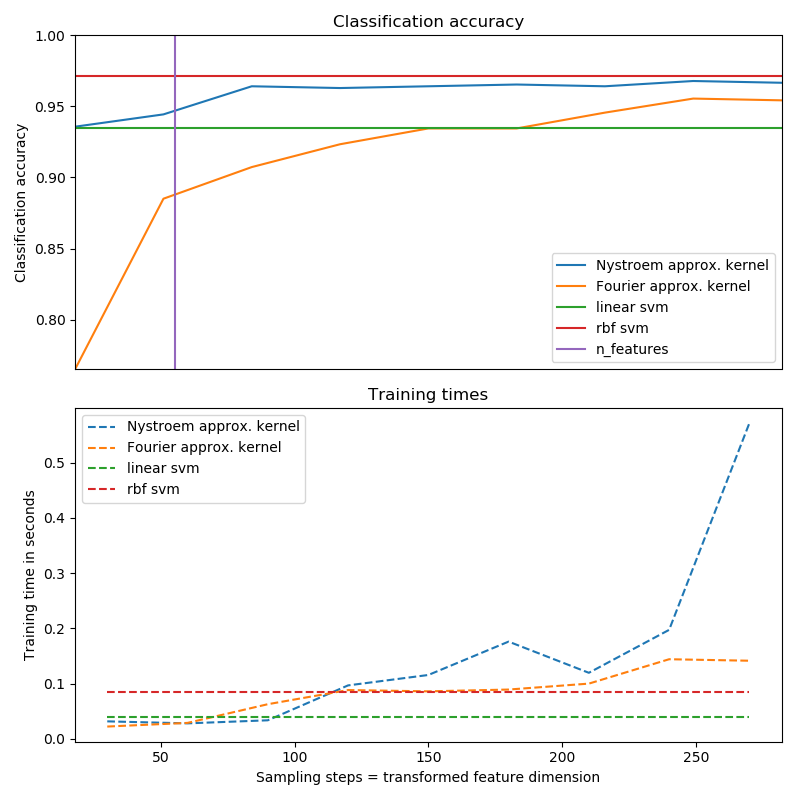 Classification accuracy
Classification accuracy
1.00
0.95
0.90
0.85
0.80
Nystroem approx. kernel
Fourier approx. kernel
linear svm
rbf svm
n_features
Training times
Training time in seconds
0.5
0.4
0.3
0.2
0.1
0.0
Nystroem approx. kernel
Fourier approx. kernel
linear svm
rbf svm
50 100 150 200 250
Sampling steps = transformed feature dimension